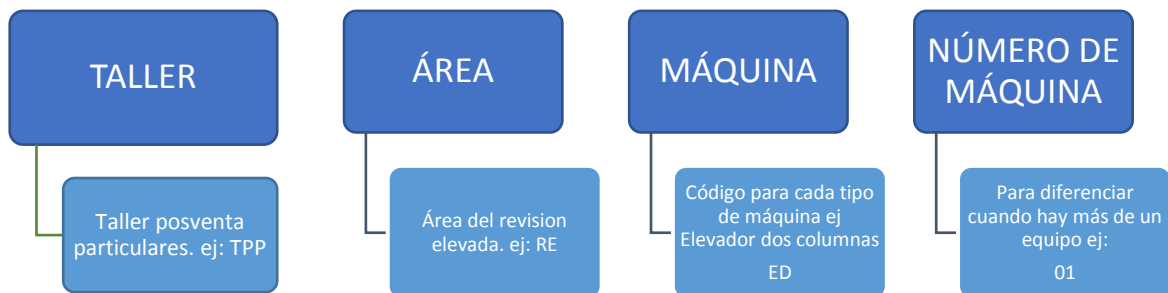 TALLER
Taller posventa
particulares. ej: TPP
ÁREA
Área del revision
elevada. ej: RE
MÁQUINA
Código para cada tipo
de máquina ej
Elevador dos columnas
ED
NÚMERO DE
MÁQUINA
Para diferenciar
cuando hay más de un
equipo ej:
01